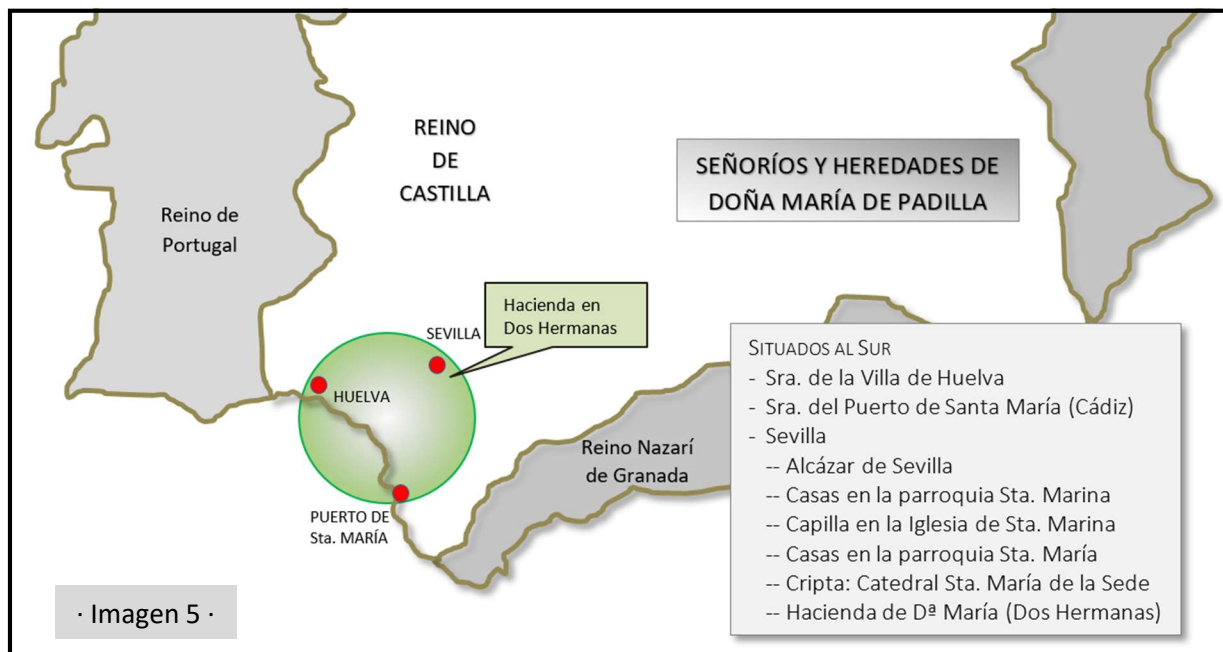 REINO
DE
CASTILLA
SEÑORÍOS Y HEREDADES DE
DOÑA MARÍA DE PADILLA
Reino de
Portugal
Hacienda en
Dos Hermanas
SEVILLA
HUELVA
PUERTO DE
Sta. MARÍA
Reino Nazarí
de Granada
SITUADOS AL SUR
- Sra. de la Villa de Huelva
- Sra. del Puerto de Santa María (Cádiz)
- Sevilla
-- Alcázar de Sevilla
-- Casas en la parroquia Sta. Marina
-- Capilla en la Iglesia de Sta. Marina
-- Casas en la parroquia Sta. María
-- Cripta: Catedral Sta. María de la Sede
-- Hacienda de Dª María (Dos Hermanas)
· Imagen 5 ·